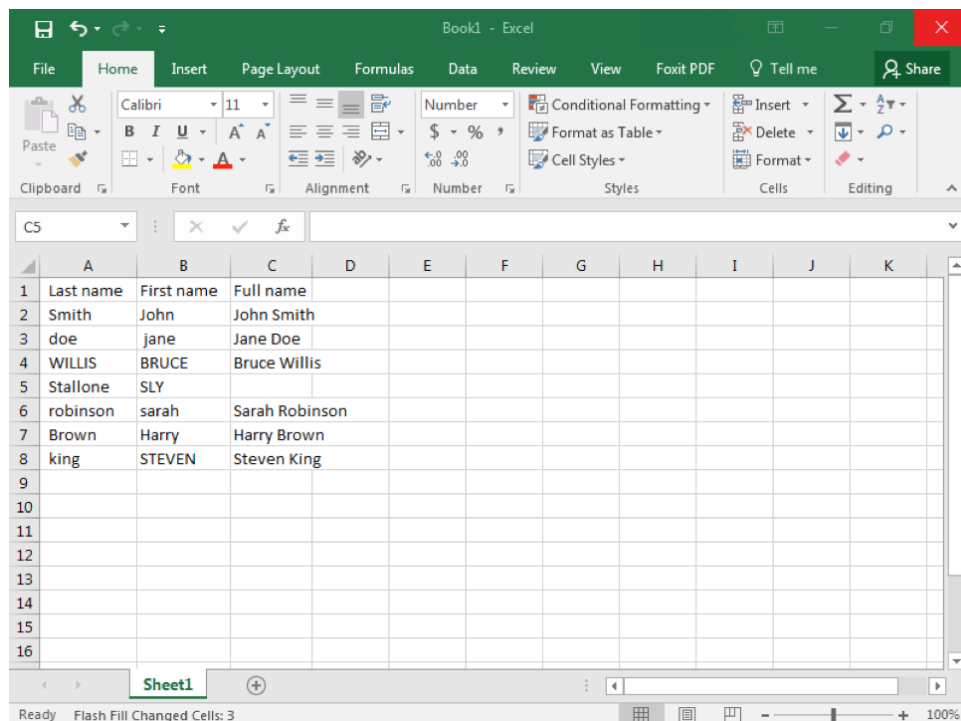 Book1 - Excel
File Home Insert Page Layout Formulas Data Review View Foxit PDF Tell me Share
Calibri 11 Number Conditional Formatting Insert
Paste B I U A A $ % , Format as Table Delete
A .00 .0 Cell Styles Format
Clipboard Font Alignment Number Styles Cells Editing
C5 fx
A B C D E F G H I J K
1 Last name First name Full name
2 Smith John John Smith
3 doe jane Jane Doe
4 WILLIS BRUCE Bruce Willis
5 Stallone SLY
6 robinson sarah Sarah Robinson
7 Brown Harry Harry Brown
8 king STEVEN Steven King
9
10
11
12
13
14
15
16
Sheet1
Ready Flash Fill Changed Cells: 3 100%